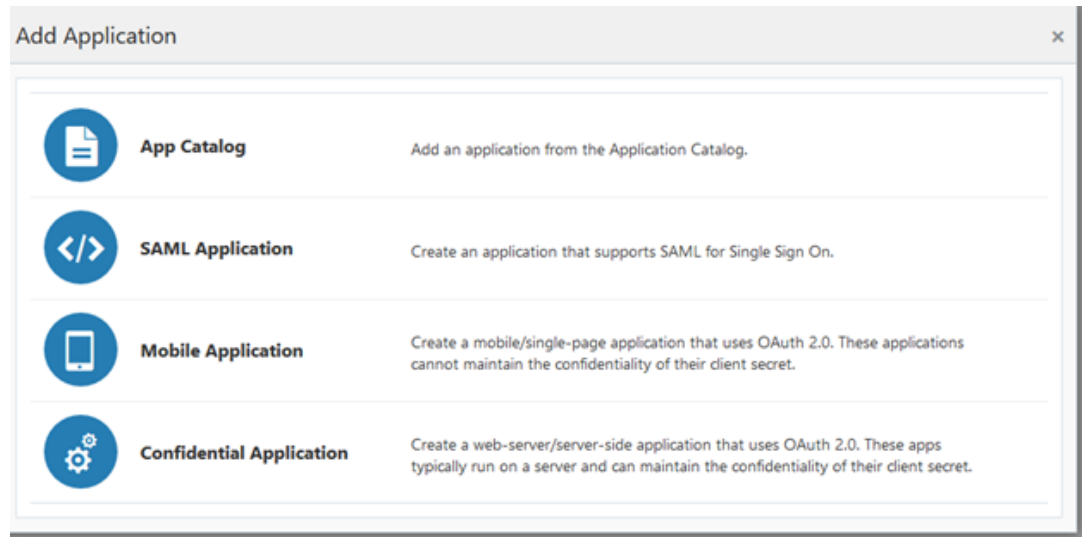 Add Application
×
App Catalog
Add an application from the Application Catalog.
</>
SAML Application
Create an application that supports SAML for Single Sign On.
Mobile Application
Create a mobile/single-page application that uses OAuth 2.0. These applications
cannot maintain the confidentiality of their client secret.
Confidential Application
Create a web-server/server-side application that uses OAuth 2.0. These apps
typically run on a server and can maintain the confidentiality of their client secret.